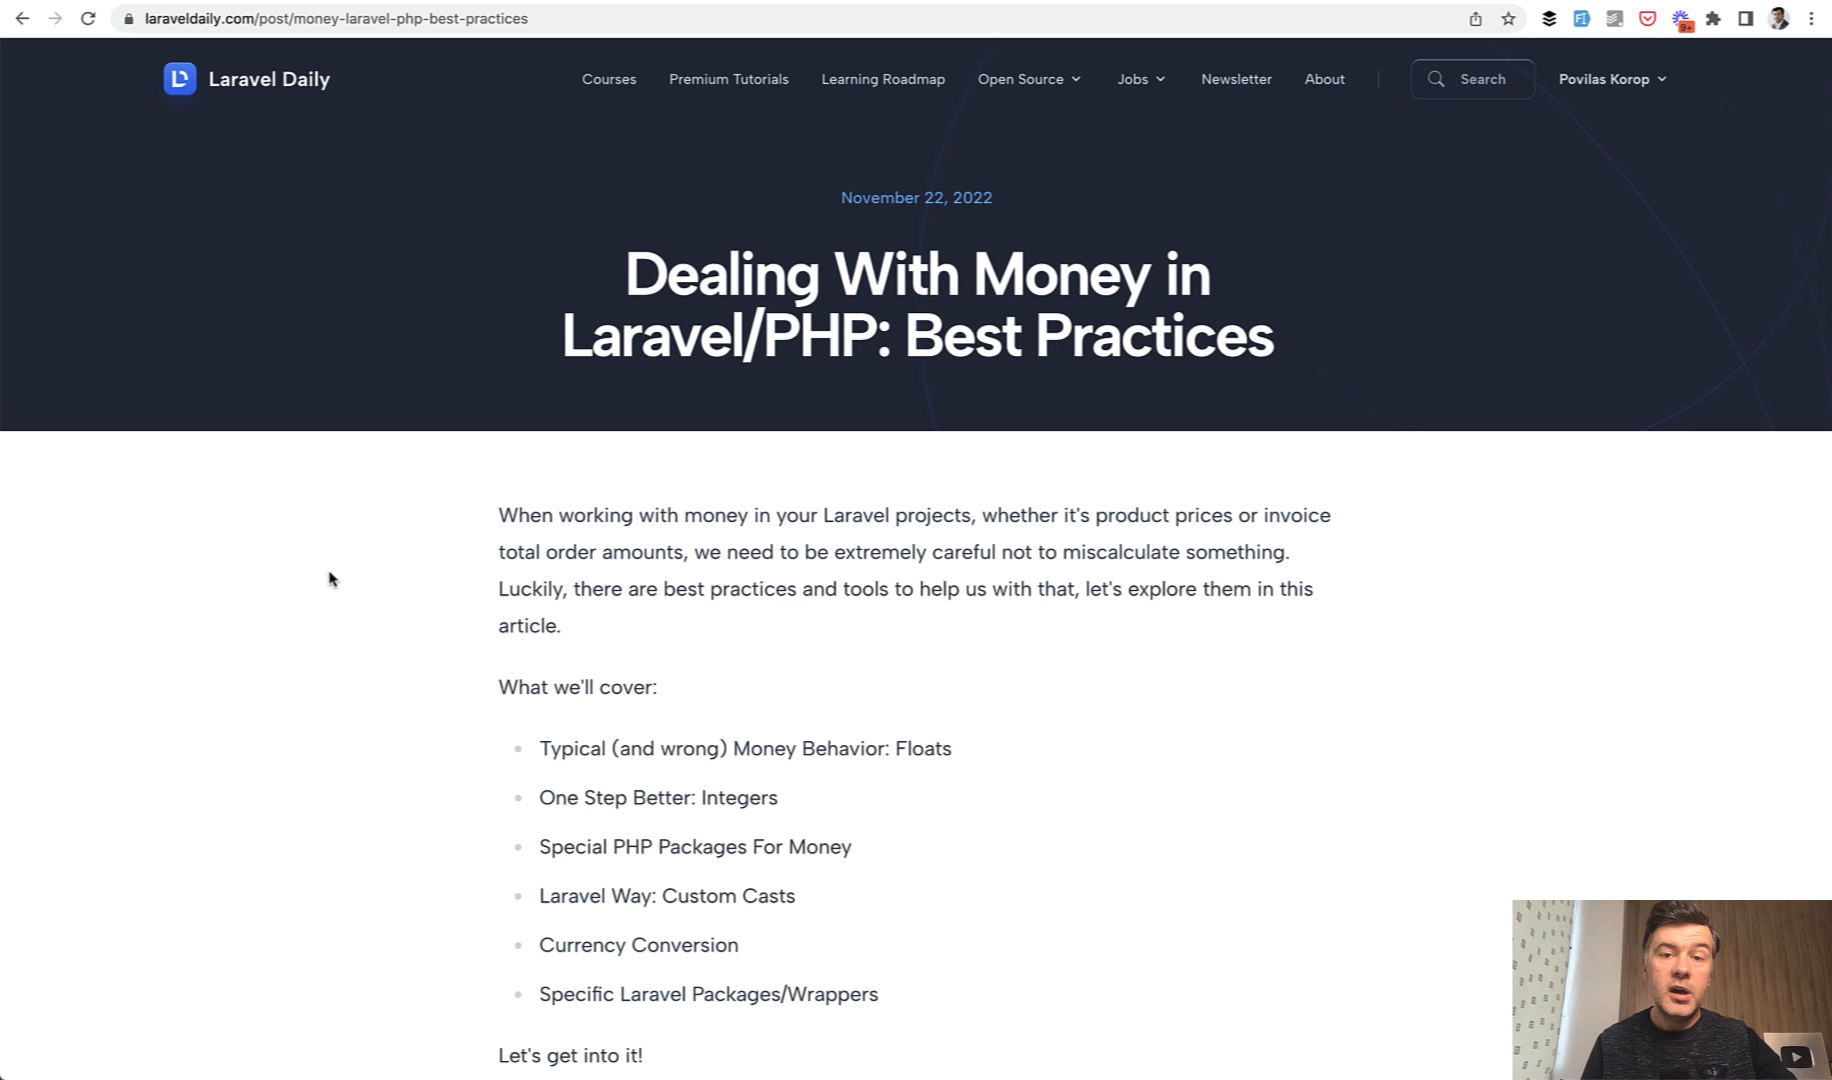 laraveldaily.com/post/money-laravel-php-best-practices
9+
Laravel Daily
Courses
Premium Tutorials
Learning Roadmap
Open Source
Jobs
Newsletter
About
Search
Povilas Korop
November 22, 2022
Dealing With Money in
Laravel/PHP: Best Practices
When working with money in your Laravel projects, whether it's product prices or invoice
total order amounts, we need to be extremely careful not to miscalculate something.
Luckily, there are best practices and tools to help us with that, let's explore them in this
article.
What we'll cover:
Typical (and wrong) Money Behavior: Floats
One Step Better: Integers
Special PHP Packages For Money
Laravel Way: Custom Casts
Currency Conversion
Specific Laravel Packages/Wrappers
Let's get into it!